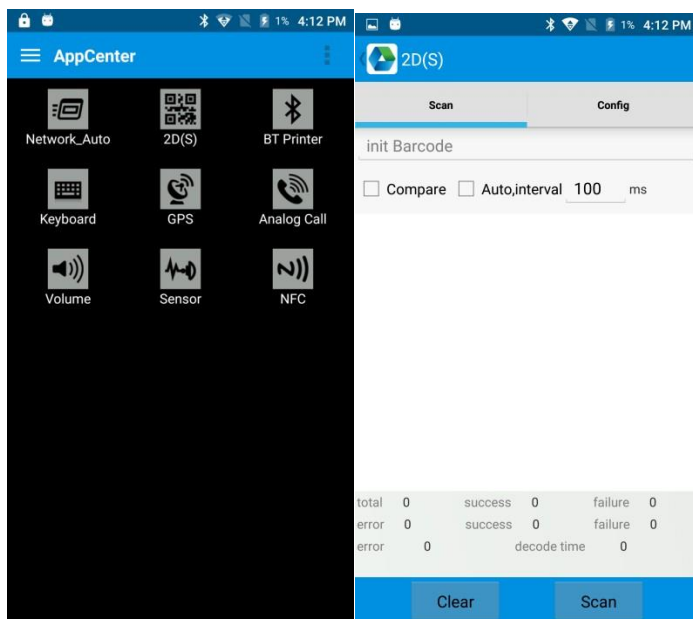 1% 4:12 PM
AppCenter
Network_Auto 2D(S) BT Printer
Keyboard GPS Analog Call
Volume Sensor NFC
1% 4:12 PM
2D(S)
Scan Config
init Barcode
Compare Auto,interval 100 ms
total 0 success 0 failure 0
error 0 success 0 failure 0
error 0 decode time 0
Clear Scan